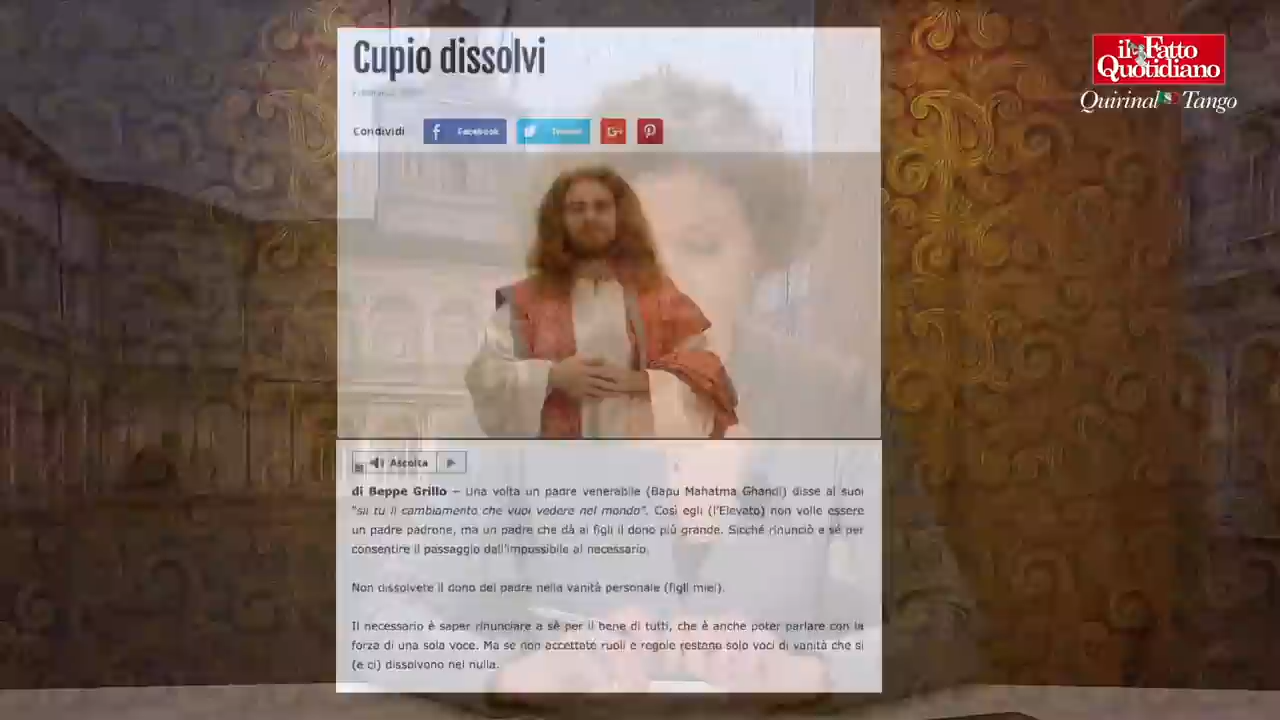 Cupio dissolvi
Condividi
Facebook
il Fatto
Quotidiano
Quirinal Tango
Ascolta
di Beppe Grillo – Una volta un padre venerabile (Bapu Mahatma Ghandi) disse ai suoi
"sii tu il cambiamento che vuoi vedere nel mondo". Così egli (l'Elevato) non volle essere
un padre padrone, ma un padre che dà ai figli il dono più grande. Sicché rinunciò a sé per
consentire il passaggio dall'impossibile al necessario.
Non dissolvete il dono del padre nella vanità personale (figli miei).
Il necessario è saper rinunciare a sé per il bene di tutti, che è anche poter parlare con la
forza di una sola voce. Ma se non accettate ruoli e regole restano solo voci di vanità che si
(e ci) dissolvono nel nulla.